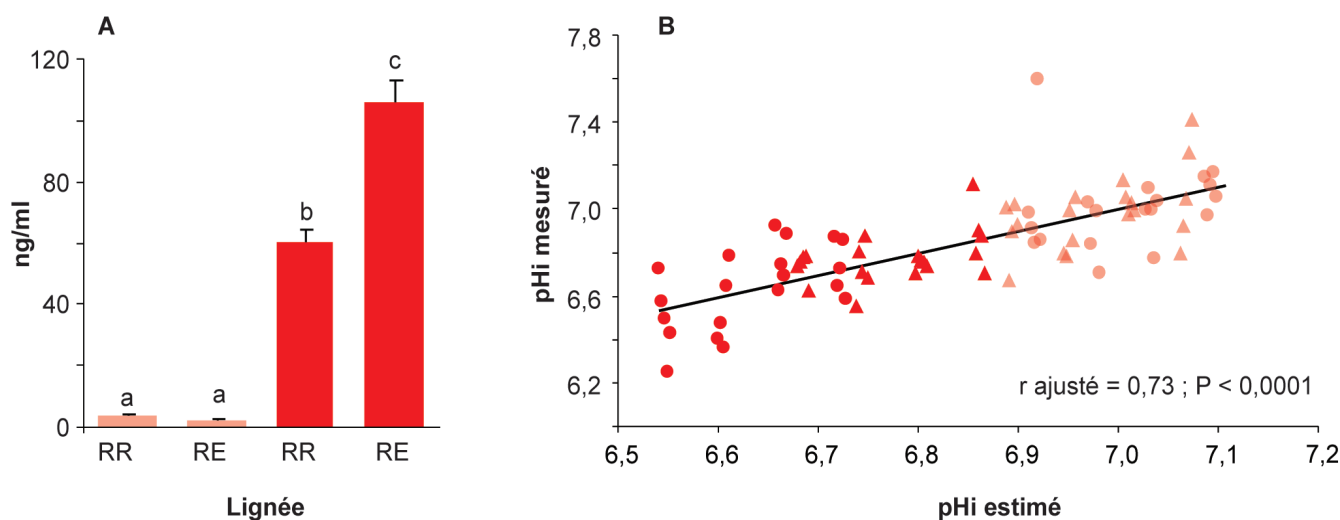 A
ng/ml
120
80
40
0
a
a
b
c
RR
RE
RR
RE
Lignée
B
pHi mesuré
7,8
7,4
7,0
6,6
6,2
r ajusté = 0,73 ; P < 0,0001
6,5
6,6
6,7
6,8
6,9
7,0
7,1
7,2
pHi estimé